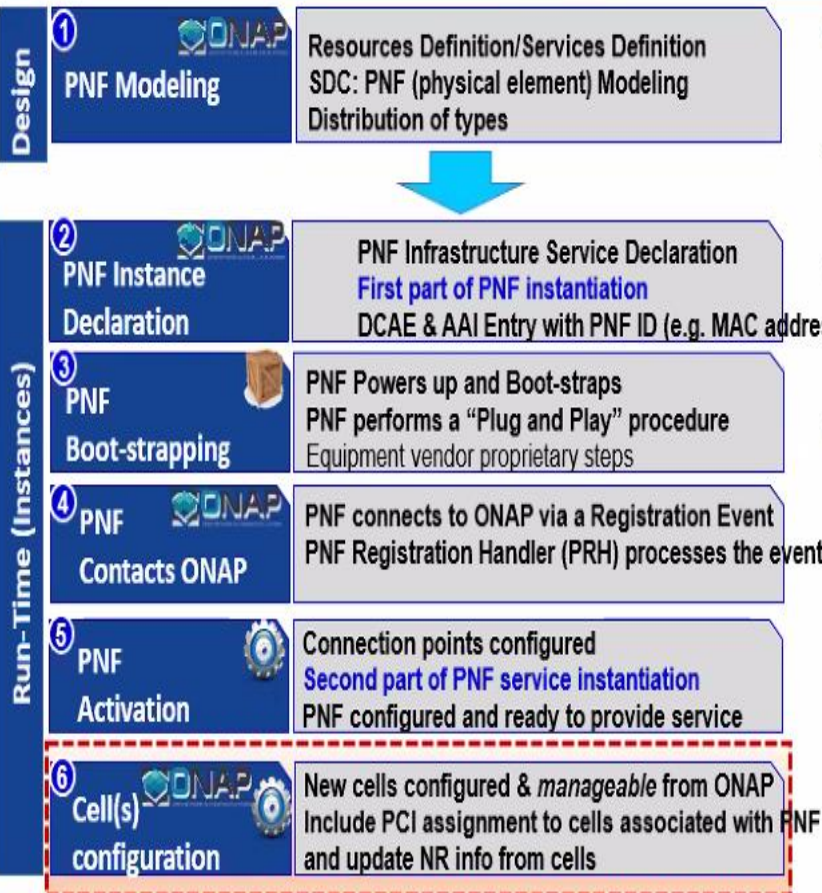 Design
1
ONAP
PNF Modeling
Resources Definition/Services Definition
SDC: PNF (physical element) Modeling
Distribution of types
Run-Time (Instances)
2
ONAP
PNF Instance
Declaration
PNF Infrastructure Service Declaration
First part of PNF instantiation
DCAE & AAI Entry with PNF ID (e.g. MAC addre
3
PNF
Boot-strapping
PNF Powers up and Boot-straps
PNF performs a “Plug and Play” procedure
Equipment vendor proprietary steps
4
ONAP
PNF
Contacts ONAP
PNF connects to ONAP via a Registration Event
PNF Registration Handler (PRH) processes the event
5
PNF
Activation
Connection points configured
Second part of PNF service instantiation
PNF configured and ready to provide service
6
ONAP
Cell(s)
configuration
New cells configured & manageable from ONAP
Include PCI assignment to cells associated with PNF
and update NR info from cells